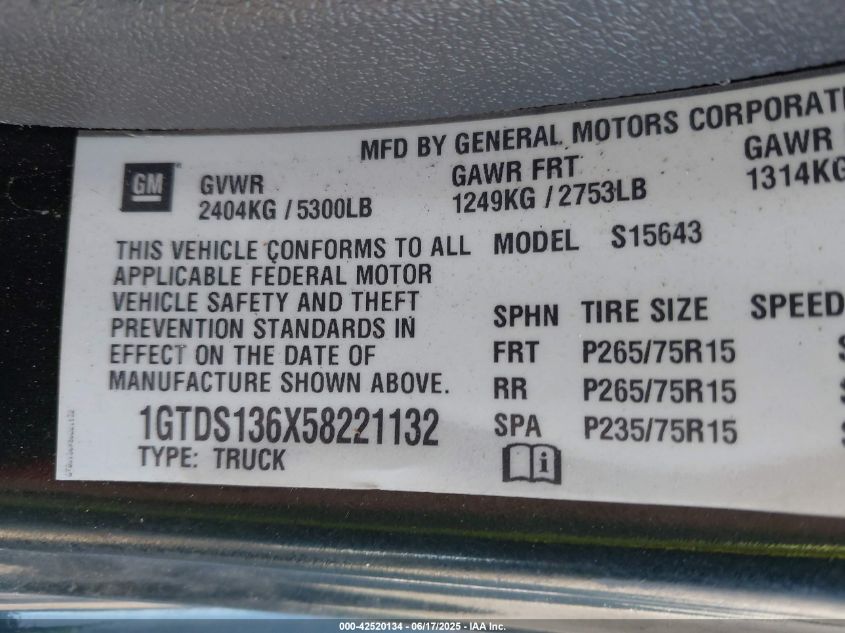 MFD BY GENERAL MOTORS CORPORATI
GM
GVWR
2404KG / 5300LB
GAWR FRT
1249KG / 2753LB
GAWR
1314KG
THIS VEHICLE CONFORMS TO ALL
APPLICABLE FEDERAL MOTOR
VEHICLE SAFETY AND THEFT
PREVENTION STANDARDS IN
EFFECT ON THE DATE OF
MANUFACTURE SHOWN ABOVE.
1GTDS136X58221132
TYPE: TRUCK
MODEL S15643
SPHN TIRE SIZE SPEED
FRT P265/75R15 S
RR P265/75R15 S
SPA P235/75R15 S
i
000-42520134 - 06/17/2025 - IAA Inc.